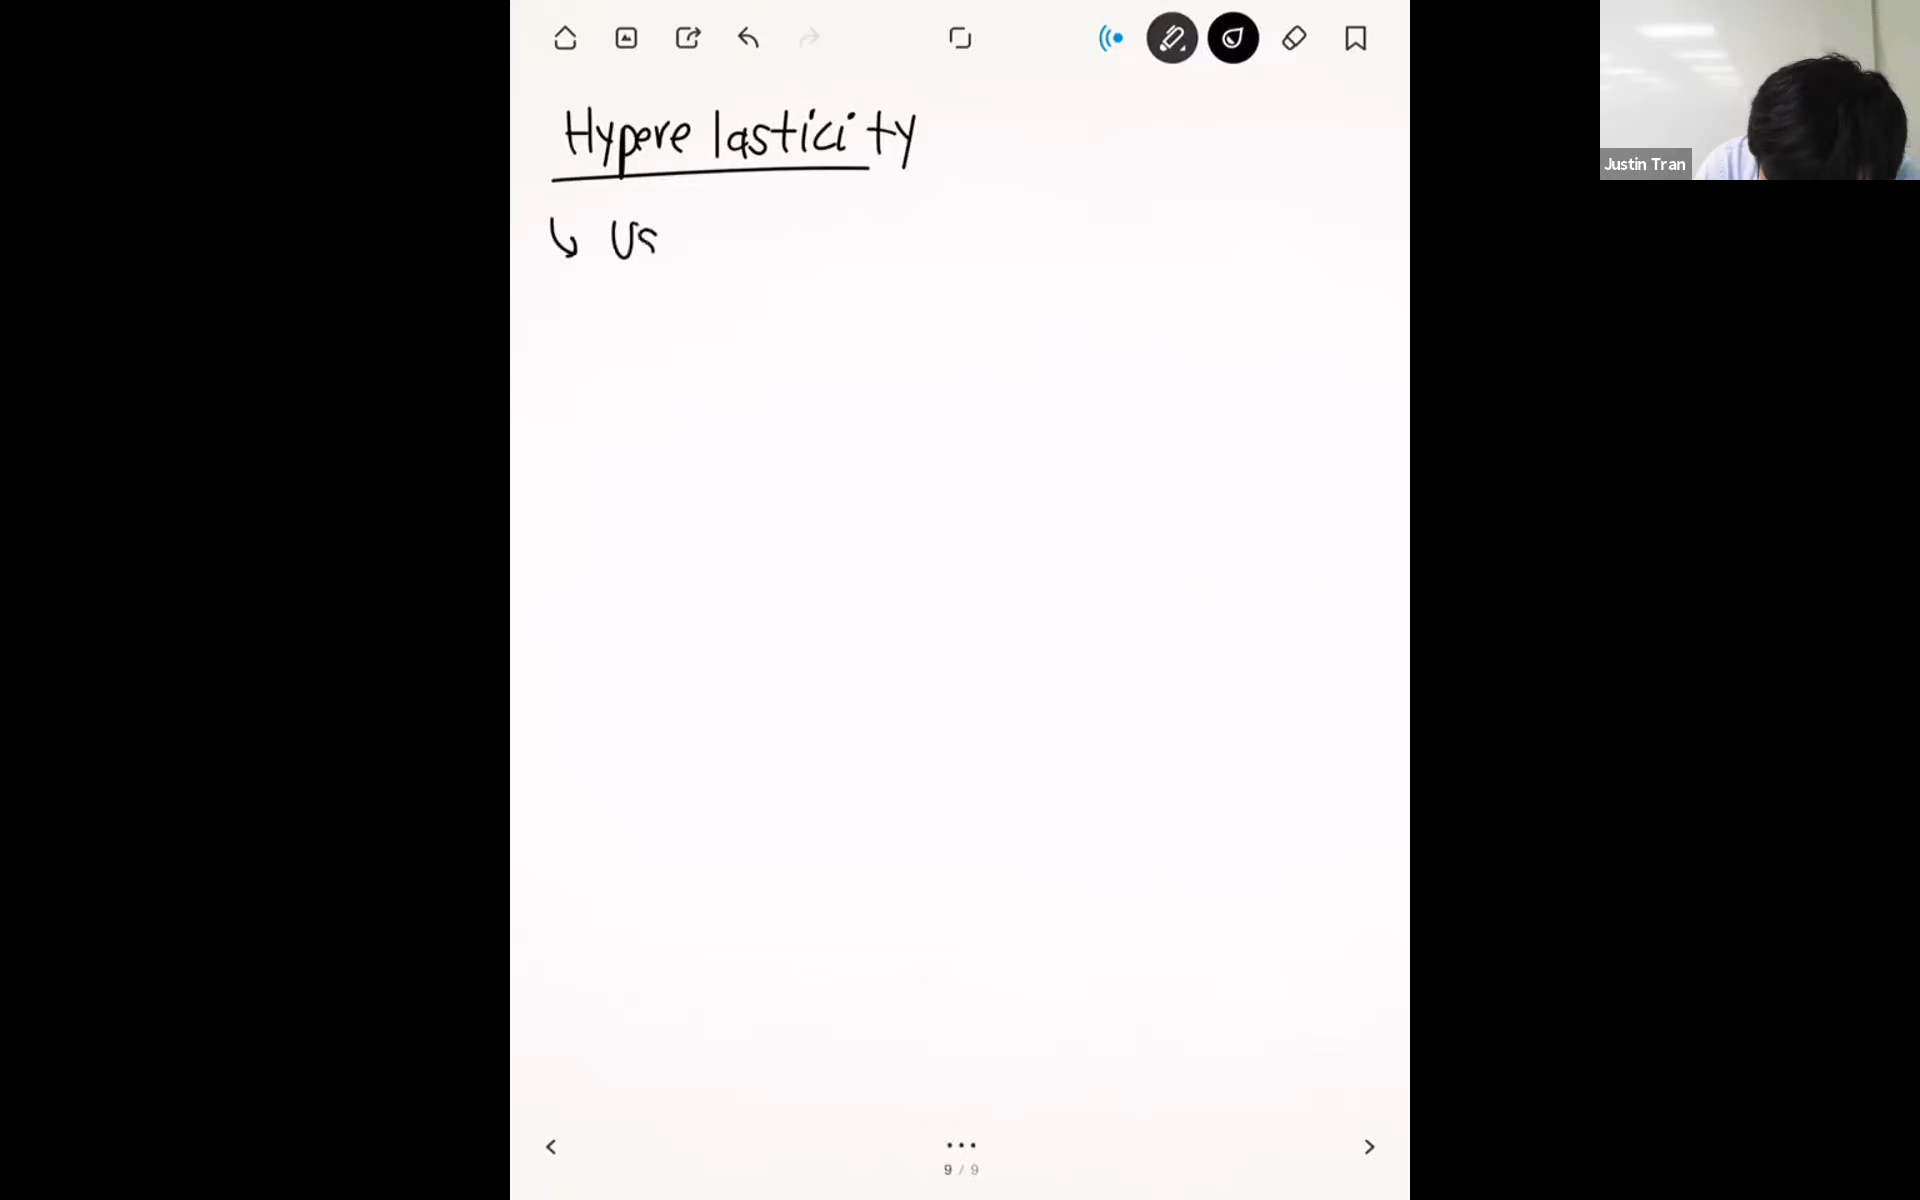 Hyperelasticity
↳ Us
Justin Tran
9 / 9